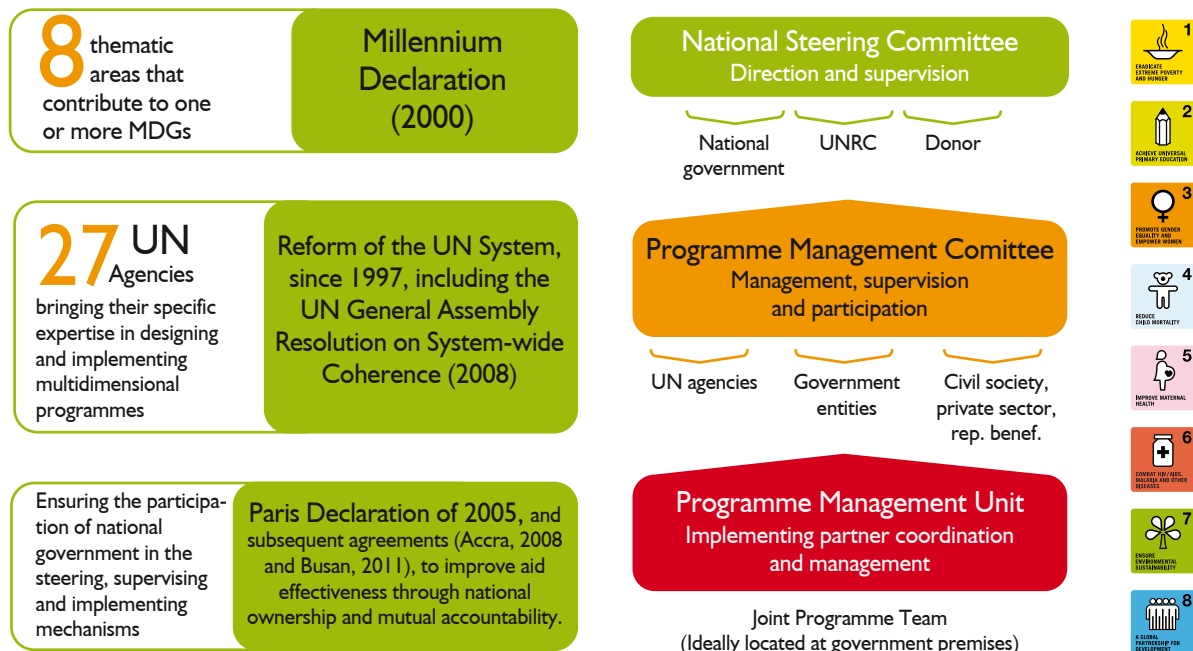 8 thematic
areas that
contribute to one
or more MDGs
Millennium
Declaration
(2000)
27 UN
Agencies
bringing their specific
expertise in designing
and implementing
multidimensional
programmes
Reform of the UN System,
since 1997, including the
UN General Assembly
Resolution on System-wide
Coherence (2008)
Ensuring the participa-
tion of national
government in the
steering, supervising
and implementing
mechanisms
Paris Declaration of 2005, and
subsequent agreements (Accra, 2008
and Busan, 2011), to improve aid
effectiveness through national
ownership and mutual accountability.
National Steering Committee
Direction and supervision
National
government
UNRC
Donor
Programme Management Comittee
Management, supervision
and participation
UN agencies
Government
entities
Civil society,
private sector,
rep. benef.
Programme Management Unit
Implementing partner coordination
and management
Joint Programme Team
(Ideally located at government premises)
1
ERADICATE
EXTREME POVERTY
AND HUNGER
2
ACHIEVE UNIVERSAL
PRIMARY EDUCATION
3
PROMOTE GENDER
EQUALITY AND
EMPOWER WOMEN
4
REDUCE
CHILD MORTALITY
5
IMPROVE MATERNAL
HEALTH
6
COMBAT HIV/AIDS,
MALARIA AND OTHER
DISEASES
7
ENSURE
ENVIRONMENTAL
SUSTAINABILITY
8
A GLOBAL
PARTNERSHIP FOR
DEVELOPMENT